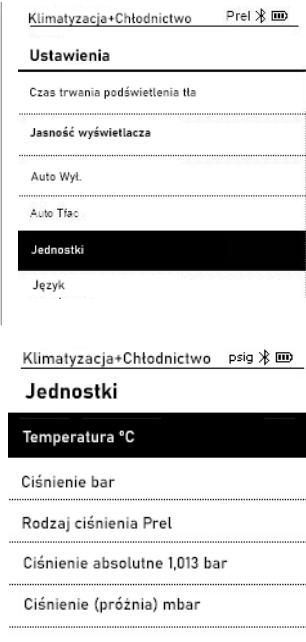 Klimatyzacja+Chłodnictwo Prel
Ustawienia
Czas trwania podświetlenia tła
Jasność wyświetlacza
Auto Wył.
Auto Tfac
Jednostki
Język
Klimatyzacja+Chłodnictwo psig
Jednostki
Temperatura °C
Ciśnienie bar
Rodzaj ciśnienia Prel
Ciśnienie absolutne 1,013 bar
Ciśnienie (próżnia) mbar